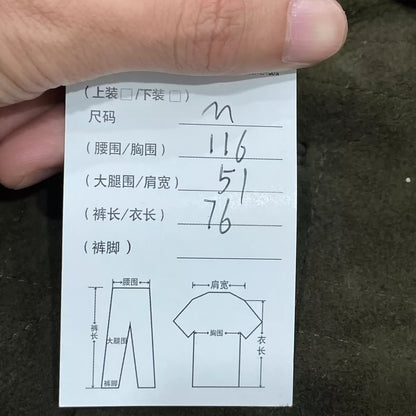 （上装□/下装□）
尺码 M
（腰围/胸围） 116
（大腿围/肩宽） 51
（裤长/衣长） 76
（裤脚）
腰围 肩宽
裤长 大腿围 胸围 衣长
裤脚